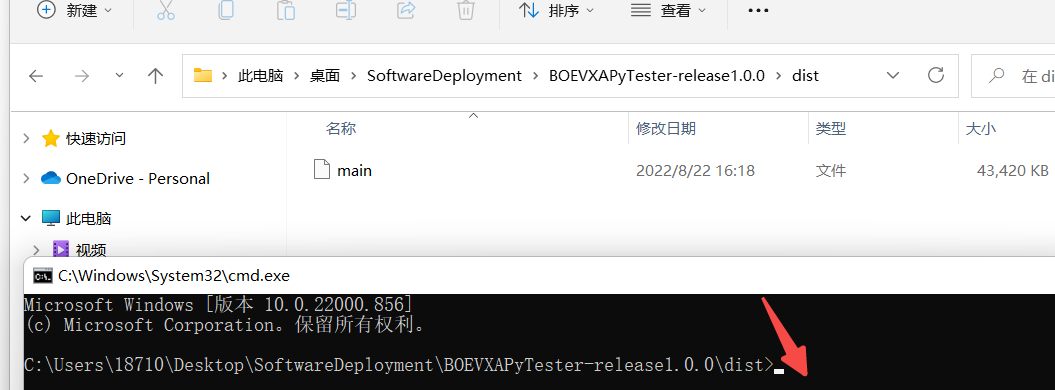 新建 排序 查看 •••
此电脑 桌面 SoftwareDeployment BOEVXAPyTester-release1.0.0 dist 在 di
名称 修改日期 类型 大小
快速访问
main 2022/8/22 16:18 文件 43,420 KB
OneDrive - Personal
此电脑
视频
C:\Windows\System32\cmd.exe
Microsoft Windows [版本 10.0.22000.856]
(c) Microsoft Corporation。保留所有权利。
C:\Users\18710\Desktop\SoftwareDeployment\BOEVXAPyTester-release1.0.0\dist>